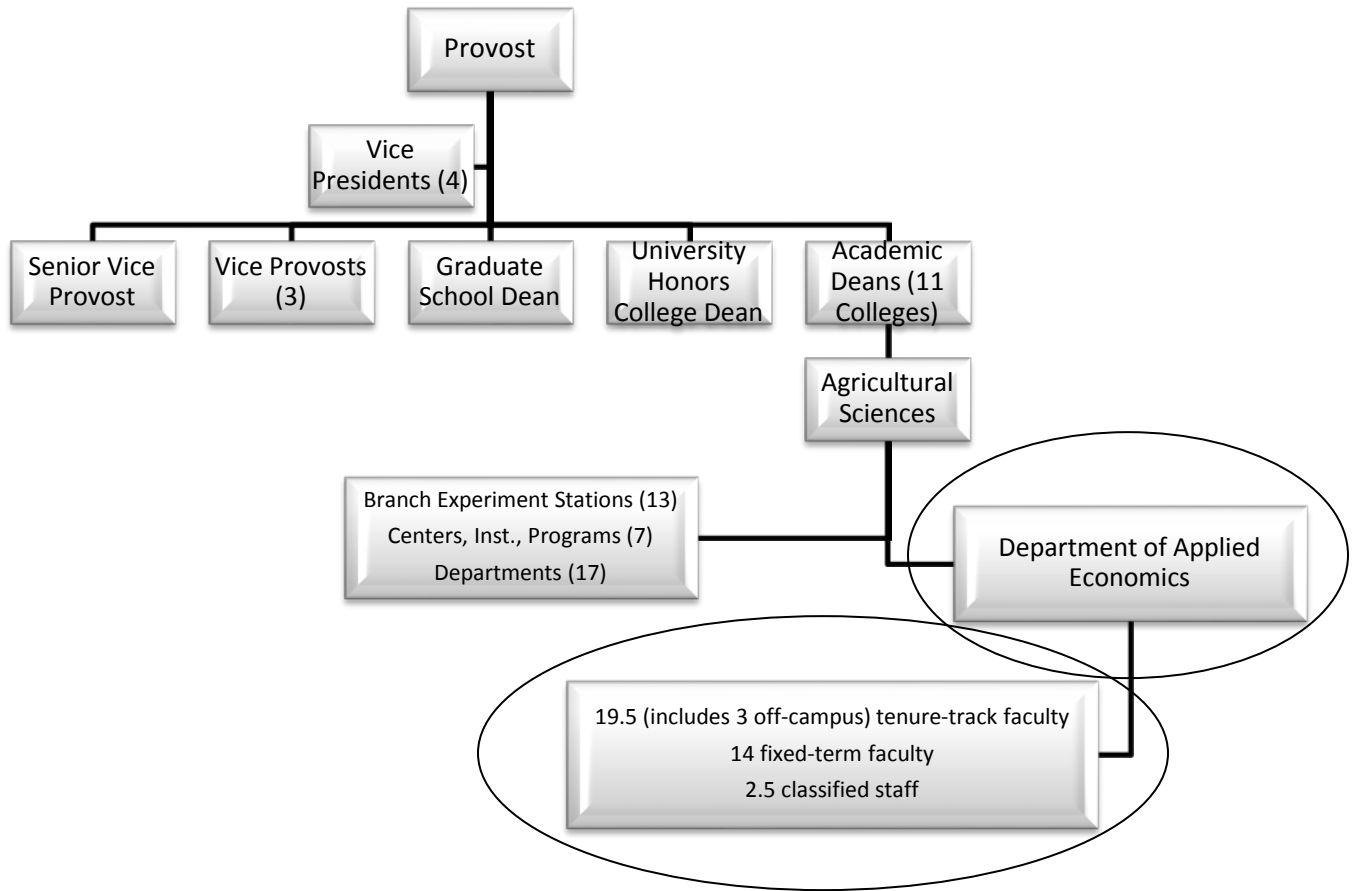 Provost
Vice
Presidents (4)
Senior Vice
Provost
Vice Provosts
(3)
Graduate
School Dean
University
Honors
College Dean
Academic
Deans (11
Colleges)
Agricultural
Sciences
Branch Experiment Stations (13)
Centers, Inst., Programs (7)
Departments (17)
Department of Applied
Economics
19.5 (includes 3 off-campus) tenure-track faculty
14 fixed-term faculty
2.5 classified staff